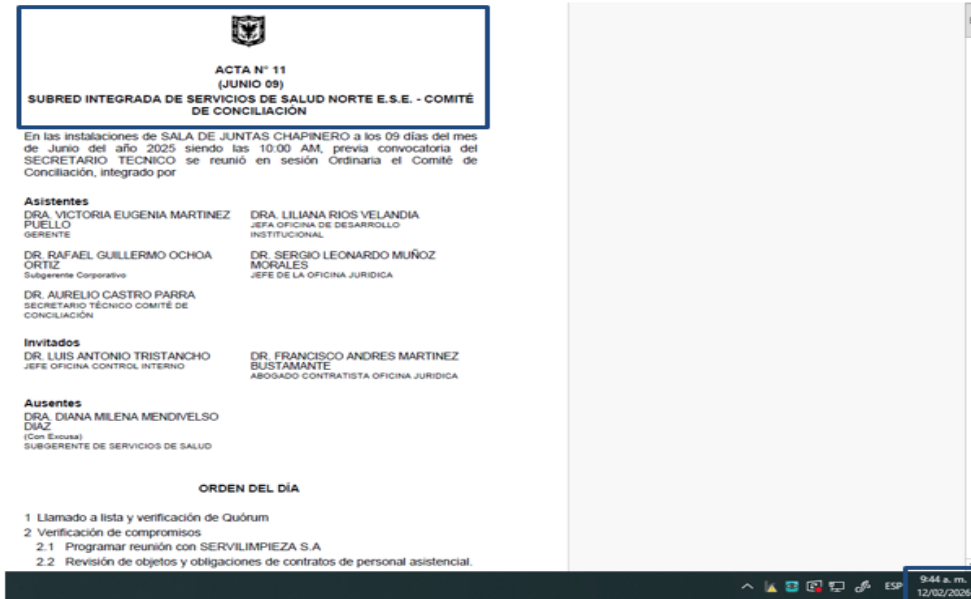 ACTA N° 11
(JUNIO 09)
SUBRED INTEGRADA DE SERVICIOS DE SALUD NORTE E.S.E. - COMITÉ
DE CONCILIACIÓN
En las instalaciones de SALA DE JUNTAS CHAPINERO a los 09 días del mes
de Junio del año 2025 siendo las 10:00 AM, previa convocatoria del
SECRETARIO TECNICO se reunió en sesión Ordinaria el Comité de
Conciliación, integrado por
Asistentes
DRA. VICTORIA EUGENIA MARTINEZ
PUELLO
GERENTE
DRA. LILIANA RIOS VELANDIA
JEFA OFICINA DE DESARROLLO
INSTITUCIONAL
DR. RAFAEL GUILLERMO OCHOA
ORTIZ
Subgerente Corporativo
DR. SERGIO LEONARDO MUÑOZ
MORALES
JEFE DE LA OFICINA JURIDICA
DR. AURELIO CASTRO PARRA
SECRETARIO TÉCNICO COMITÉ DE
CONCILIACIÓN
Invitados
DR. LUIS ANTONIO TRISTANCHO
JEFE OFICINA CONTROL INTERNO
DR. FRANCISCO ANDRES MARTINEZ
BUSTAMANTE
ABOGADO CONTRATISTA OFICINA JURIDICA
Ausentes
DRA. DIANA MILENA MENDIVELSO
DIAZ
(Con Excusa)
SUBGERENTE DE SERVICIOS DE SALUD
ORDEN DEL DÍA
1 Llamado a lista y verificación de Quórum
2 Verificación de compromisos
2.1 Programar reunión con SERVILIMPIEZA S.A
2.2 Revisión de objetos y obligaciones de contratos de personal asistencial.
ESP
9:44 a. m.
12/02/2026